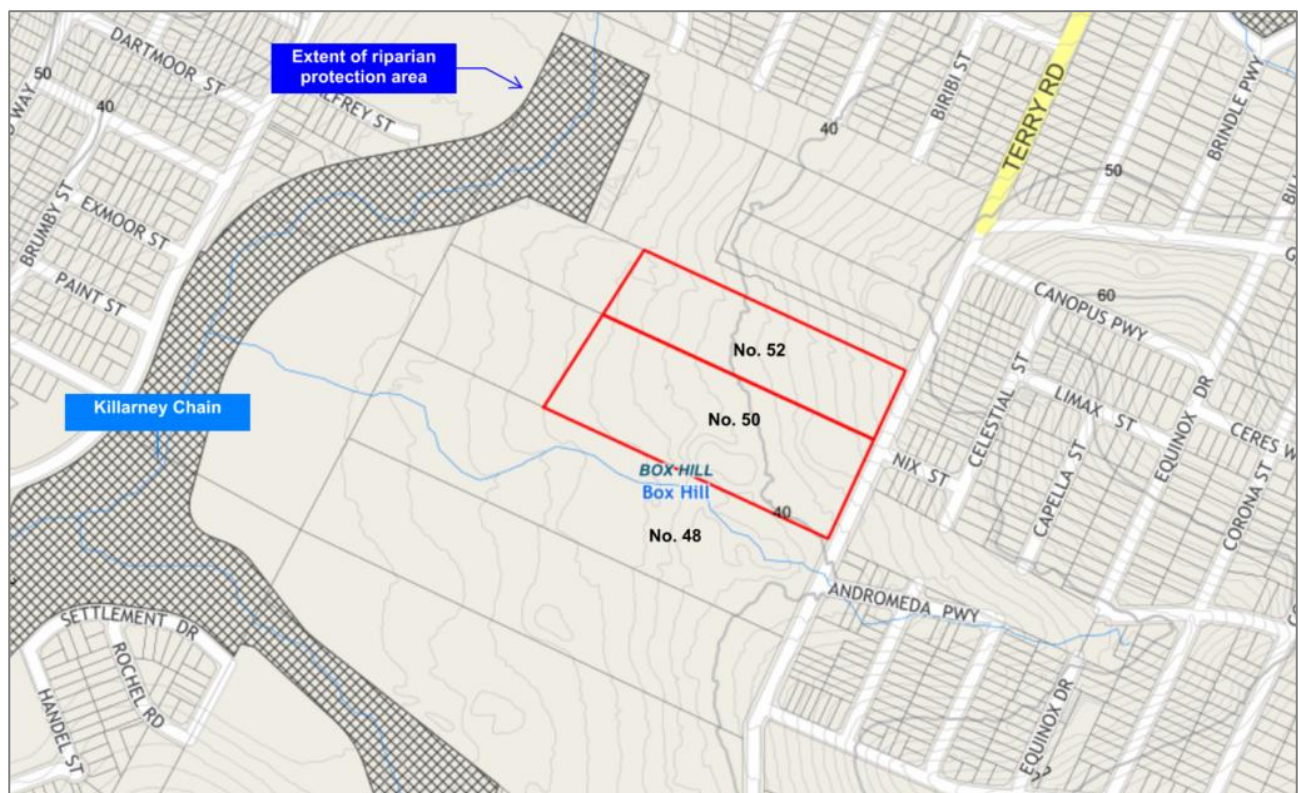 Extent of riparian
protection area
DARTMOOR ST
50
40
WAY
BRUMBY ST
EXMOOR ST
PAINT ST
Killarney Chain
40
BIRIBI ST
TERRY RD
BRINDLE PWY
50
CANOPUS PWY
60
No. 52
No. 50
BOX HILL
Box Hill
No. 48
40
NIX ST
CELESTIAL ST
LIMAX ST
CAPELLA ST
EQUINOX DR
CERES W
CORONA ST
ANDROMEDA PWY
EQUINOX DR
SETTLEMENT DR
ROCHEL RD
HANDEL ST